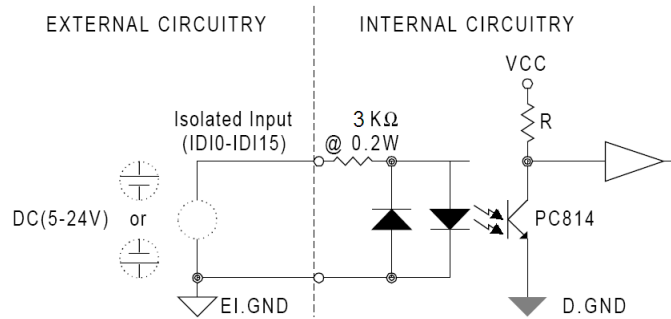 EXTERNAL CIRCUITRY
INTERNAL CIRCUITRY
VCC
Isolated Input
(IDI0-IDI15)
3 KΩ
@ 0.2W
R
DC(5-24V) or
PC814
EI.GND
D.GND